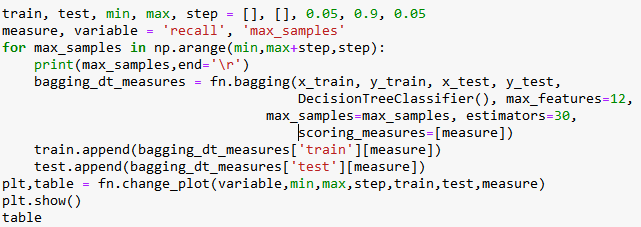 train, test, min, max, step = [], [], 0.05, 0.9, 0.05
measure, variable = 'recall', 'max_samples'
for max_samples in np.arange(min,max+step,step):
    print(max_samples,end='\r')
    bagging_dt_measures = fn.bagging(x_train, y_train, x_test, y_test,
                                     DecisionTreeClassifier(), max_features=12,
                                 max_samples=max_samples, estimators=30,
                                     scoring_measures=[measure])
    train.append(bagging_dt_measures['train'][measure])
    test.append(bagging_dt_measures['test'][measure])
plt,table = fn.change_plot(variable,min,max,step,train,test,measure)
plt.show()
table